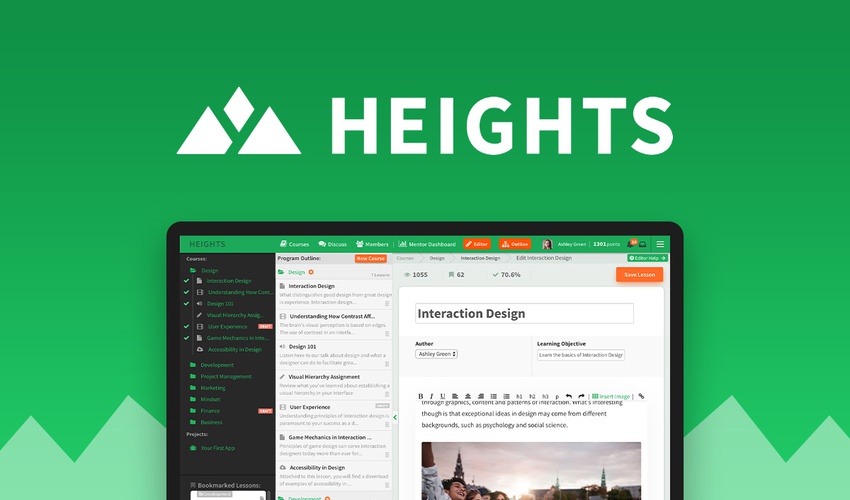 HEIGHTS
HEIGHTS
Courses
Discuss
Members
Mentor Dashboard
Editor
Outline
Ashley Green
1301 points
Courses:
Design
Interaction Design
Understanding How Cont...
Design 101
Visual Hierarchy Assig...
User Experience
DRAFT
Game Mechanics in Inte...
Accessibility in Design
Development
Project Management
Marketing
Mindset
Finance
DRAFT
Business
Projects:
Your First App
Bookmarked Lessons:
Program Outline:
New Course
Design
7 Lessons
Interaction Design
What distinguishes good design from great design
is experience. Interaction design...
Understanding How Contrast Aff...
The brain's visual perception is based on edges.
The use of contrast in an interfa...
Design 101
Listen here to our talk about design and what a
designer can do to facilitate grou...
Visual Hierarchy Assignment
Review what you've learned about establishing a
visual hierarchy in your interface
User Experience
DRAFT
Understanding principles of interaction design is
paramount to your success as a d...
Game Mechanics in Interaction ...
Principles of game design can serve interaction
designers today more than ever for...
Accessibility in Design
Attached to this lesson, you will find a download
of examples of accessibility in ...
Development
Courses
Design
Interaction Design
Edit Interaction Design
Editor Help
1055
62
70.6%
Save Lesson
Interaction Design
Author
Ashley Green
Learning Objective
Learn the basics of Interaction Design
B I U
h1 h2 h3 p
Insert Image
through graphics, content and patterns of interaction. What's interesting
though is that exceptional ideas in design may come from different
backgrounds, such as psychology and social science.